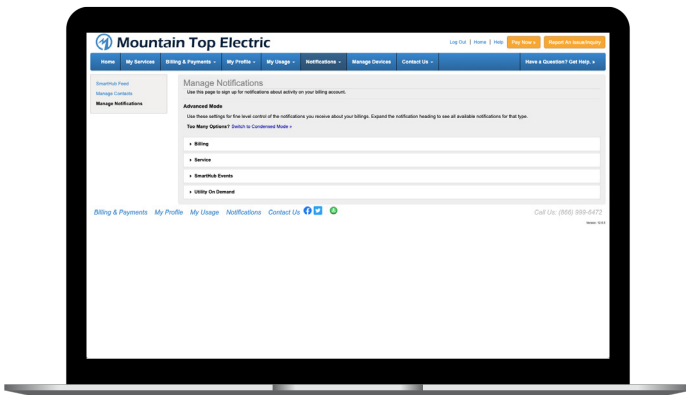 Mountain Top Electric
Log Out | Home | Help
Pay Now »
Report An Issue/Inquiry
Home My Services Billing & Payments My Profile My Usage Notifications Manage Devices Contact Us Have a Question? Get Help. »
SmartHub Feed
Manage Contacts
Manage Notifications
Manage Notifications
Use this page to sign up for notifications about activity on your billing account.
Advanced Mode
Use these settings for fine level control of the notifications you receive about your billings. Expand the notification heading to see all available notifications for that type.
Too Many Options? Switch to Condensed Mode »
Billing
Service
SmartHub Events
Utility On Demand
Billing & Payments My Profile My Usage Notifications Contact Us